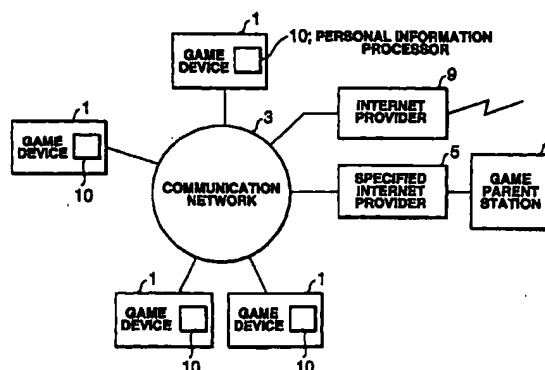 1
GAME DEVICE
10; PERSONAL INFORMATION PROCESSOR
1
GAME DEVICE
10
3
COMMUNICATION NETWORK
9
INTERNET PROVIDER
5
SPECIFIED INTERNET PROVIDER
GAME PARENT STATION
1
GAME DEVICE
10
1
GAME DEVICE
10